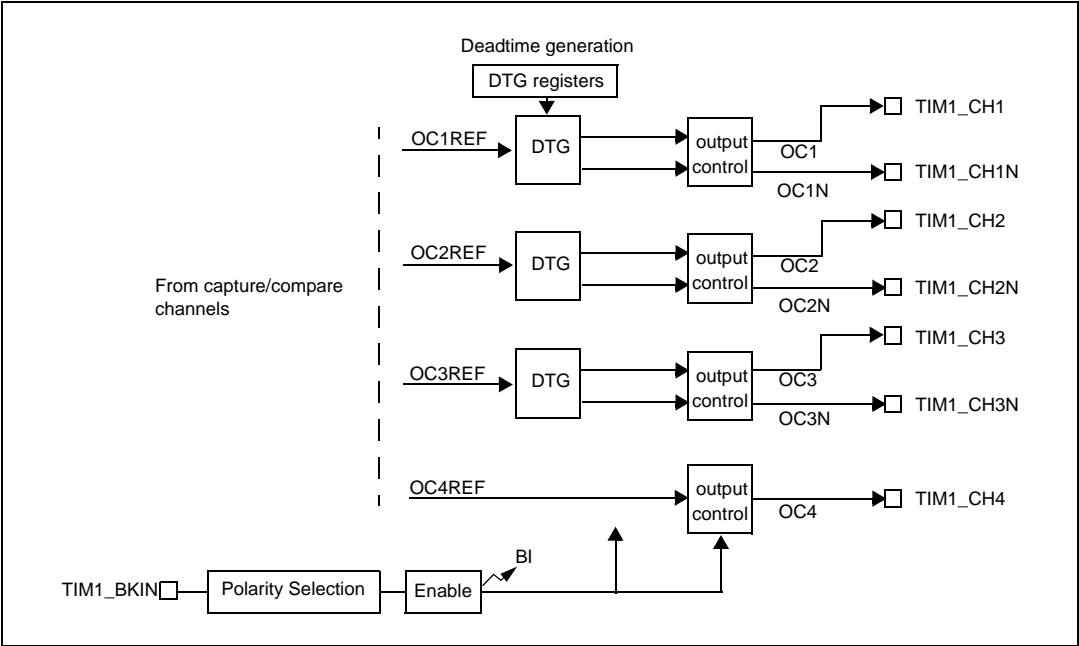 Deadtime generation
DTG registers
OC1REF
DTG
output
control
OC1
OC1N
TIM1_CH1
TIM1_CH1N
OC2REF
DTG
output
control
OC2
OC2N
TIM1_CH2
TIM1_CH2N
From capture/compare
channels
OC3REF
DTG
output
control
OC3
OC3N
TIM1_CH3
TIM1_CH3N
OC4REF
output
control
OC4
TIM1_CH4
BI
TIM1_BKIN
Polarity Selection
Enable